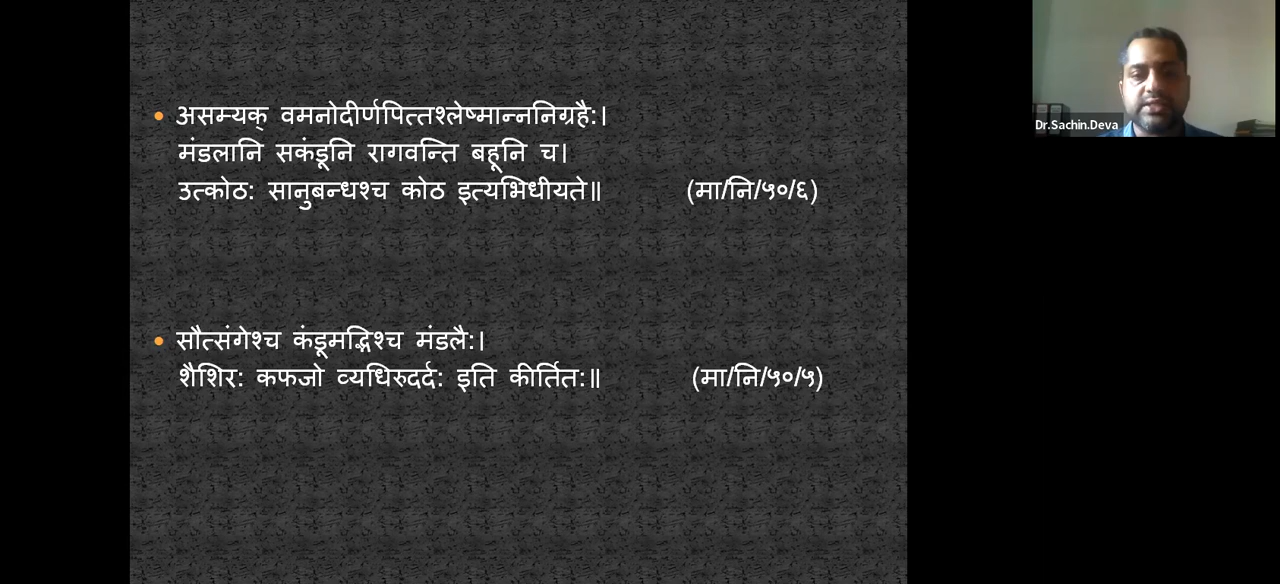 • असम्यक् वमनोदीर्णपित्तश्लेष्मान्ननिग्रहै:।
मंडलानि सकंडूनि रागवन्ति बहूनि च।
उत्कोठ: सानुबन्धश्च कोठ इत्यभिधीयते॥ (मा/नि/५०/६)
• सौत्संगेश्च कंडूमद्भिश्च मंडलै:।
शैशिर: कफजो व्यधिरुदर्द: इति कीर्तित:॥ (मा/नि/५०/५)
Dr.Sachin.Deva